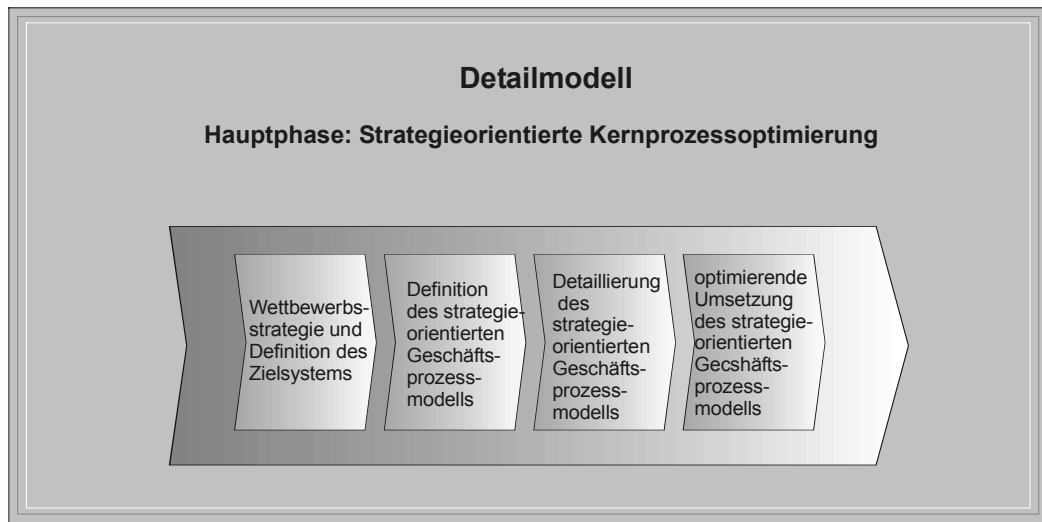 Detailmodell
Hauptphase: Strategieorientierte Kernprozessoptimierung
Wettbewerbs-
strategie und
Definition des
Zielsystems
Definition
des strategie-
orientierten
Geschäfts-
prozess-
modells
Detaillierung
des
strategie-
orientierten
Geschäfts-
prozess-
modells
optimierende
Umsetzung
des strategie-
orientierten
Gecshäfts-
prozess-
modells